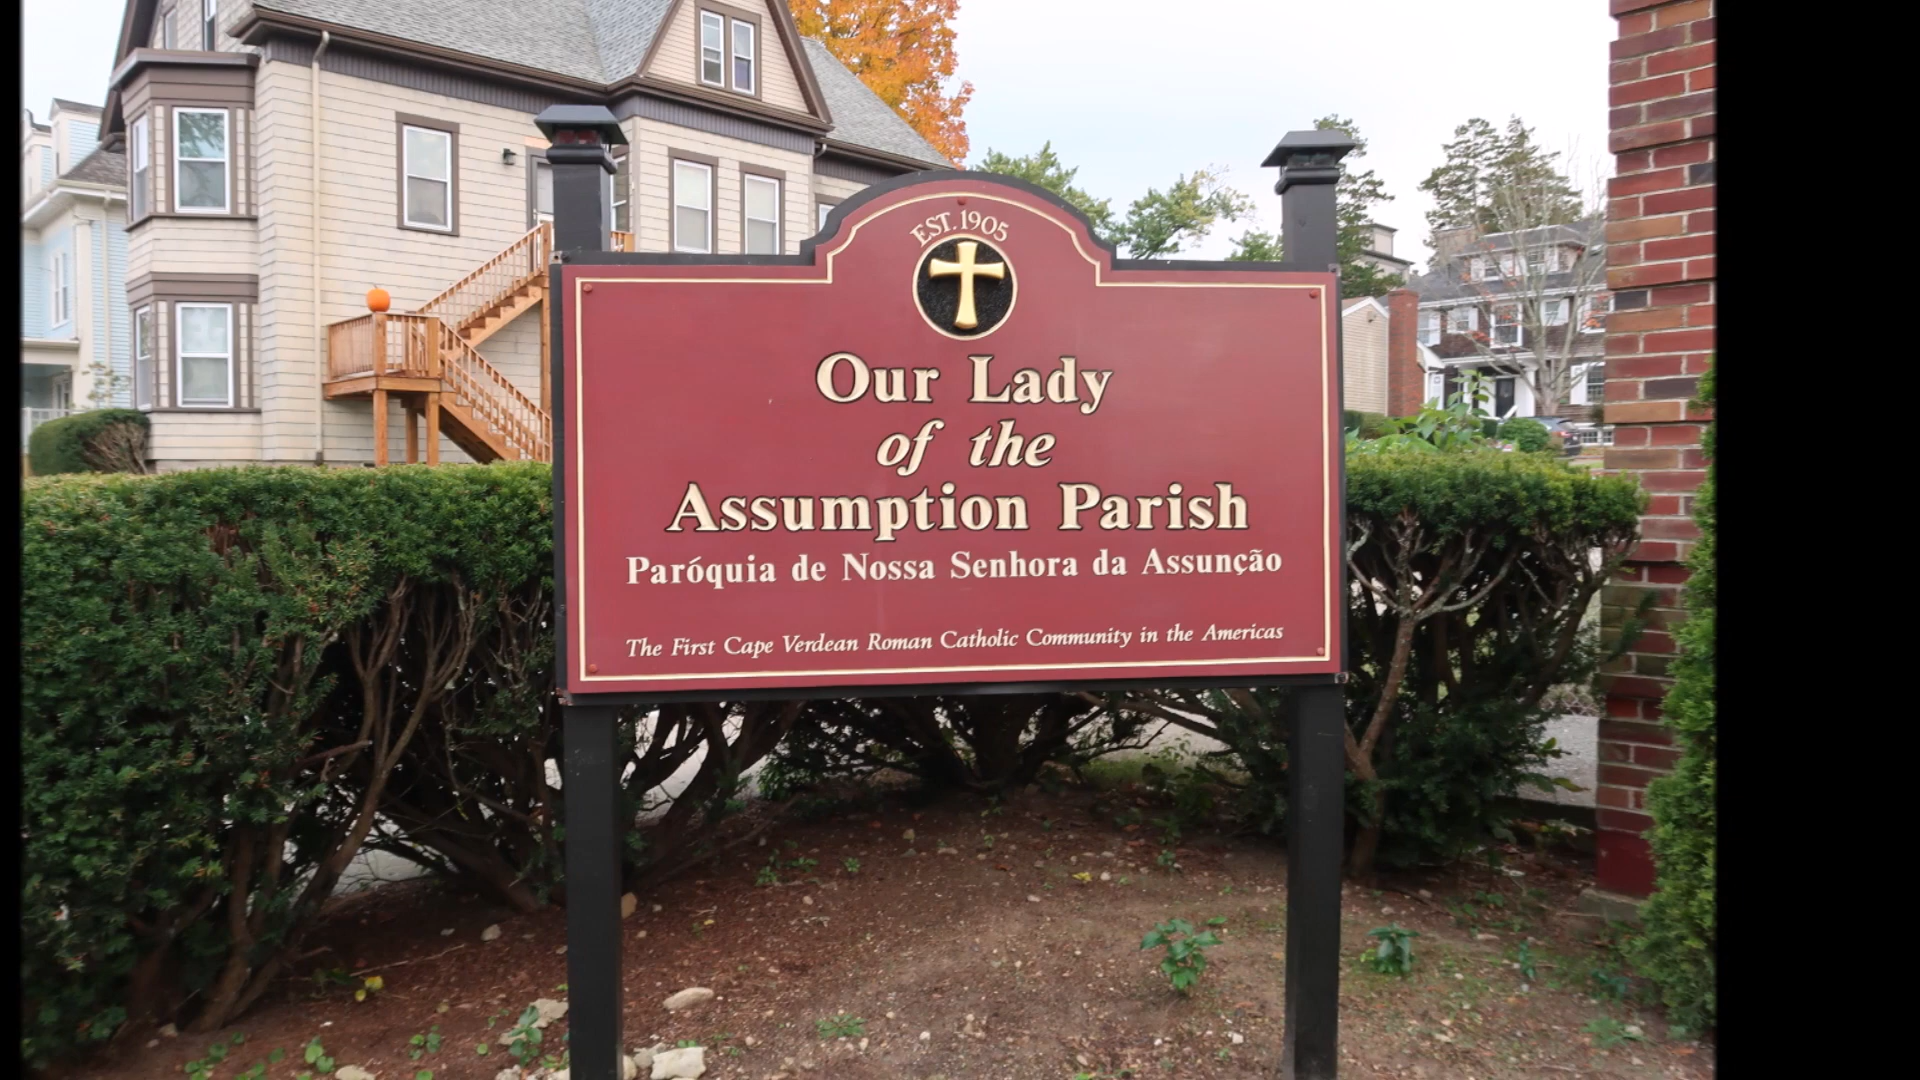 EST. 1905
Our Lady
of the
Assumption Parish
Paróquia de Nossa Senhora da Assunção
The First Cape Verdean Roman Catholic Community in the Americas